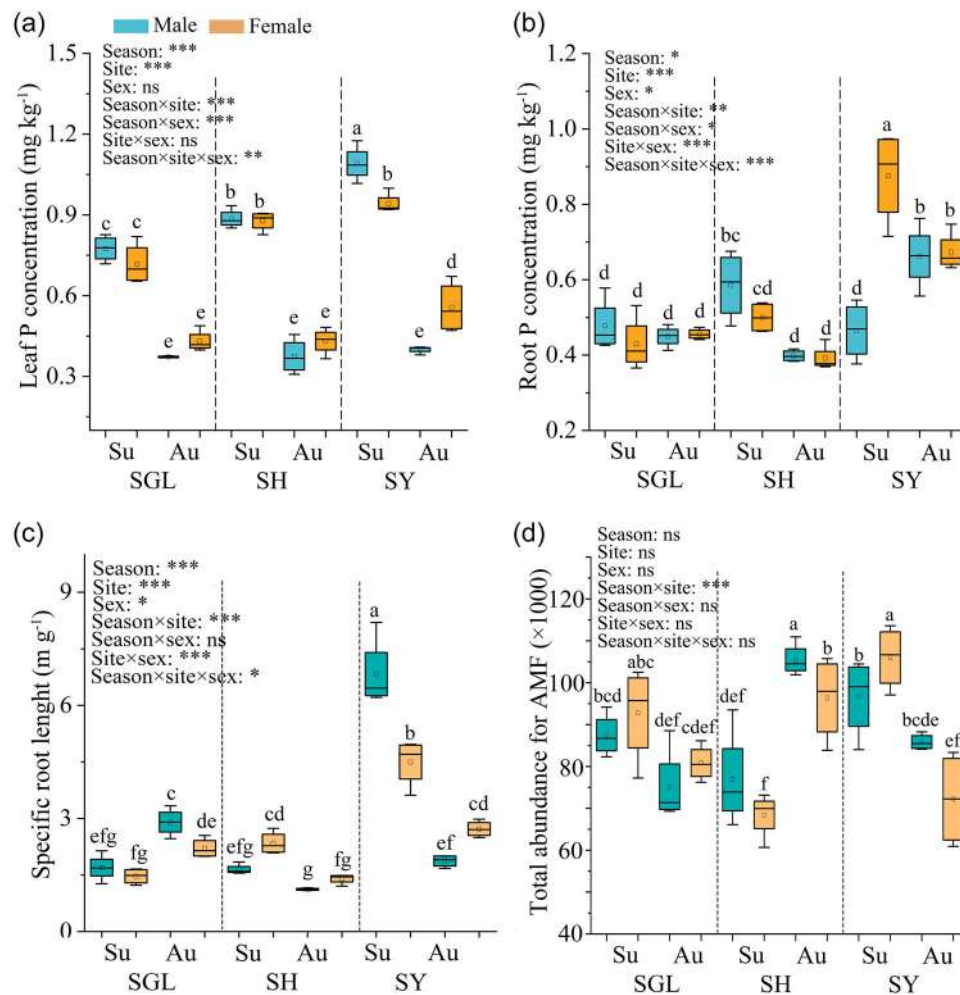 (a) Male Female
Season: ***
Site: ***
Sex: ns
Season×site: ***
Season×sex: ***
Site×sex: ns
Season×site×sex: **
Leaf P concentration (mg kg⁻¹)
1.5
1.2
0.9
0.6
0.3
c c e e b b e e a b e d
Su Au Su Au Su Au
SGL SH SY
(b)
Season: *
Site: ***
Sex: *
Season×site: **
Season×sex: *
Site×sex: ***
Season×site×sex: ***
Root P concentration (mg kg⁻¹)
1.2
1.0
0.8
0.6
0.4
0.2
d d d d bc cd d d d a b b
Su Au Su Au Su Au
SGL SH SY
(c)
Season: ***
Site: ***
Sex: *
Season×site: ***
Season×sex: ns
Site×sex: ***
Season×site×sex: *
Specific root lenght (m g⁻¹)
9
6
3
0
efg fg c de efg cd g fg a b ef cd
Su Au Su Au Su Au
SGL SH SY
(d)
Season: ns
Site: ns
Sex: ns
Season×site: ***
Season×sex: ns
Site×sex: ns
Season×site×sex: ns
Total abundance for AMF (×1000)
120
100
80
60
40
bcd abc def cdef def f a b b a bcde ef
Su Au Su Au Su Au
SGL SH SY